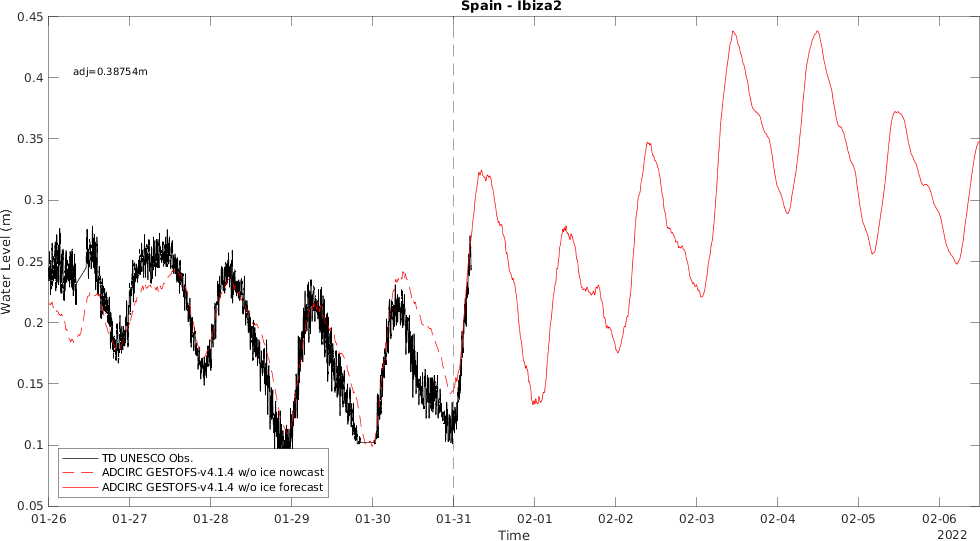 Spain - Ibiza2
adj=0.38754m
Water Level (m)
0.45
0.4
0.35
0.3
0.25
0.2
0.15
0.1
0.05
TD UNESCO Obs.
ADCIRC GESTOFS-v4.1.4 w/o ice nowcast
ADCIRC GESTOFS-v4.1.4 w/o ice forecast
01-26 01-27 01-28 01-29 01-30 01-31 02-01 02-02 02-03 02-04 02-05 02-06
Time
2022